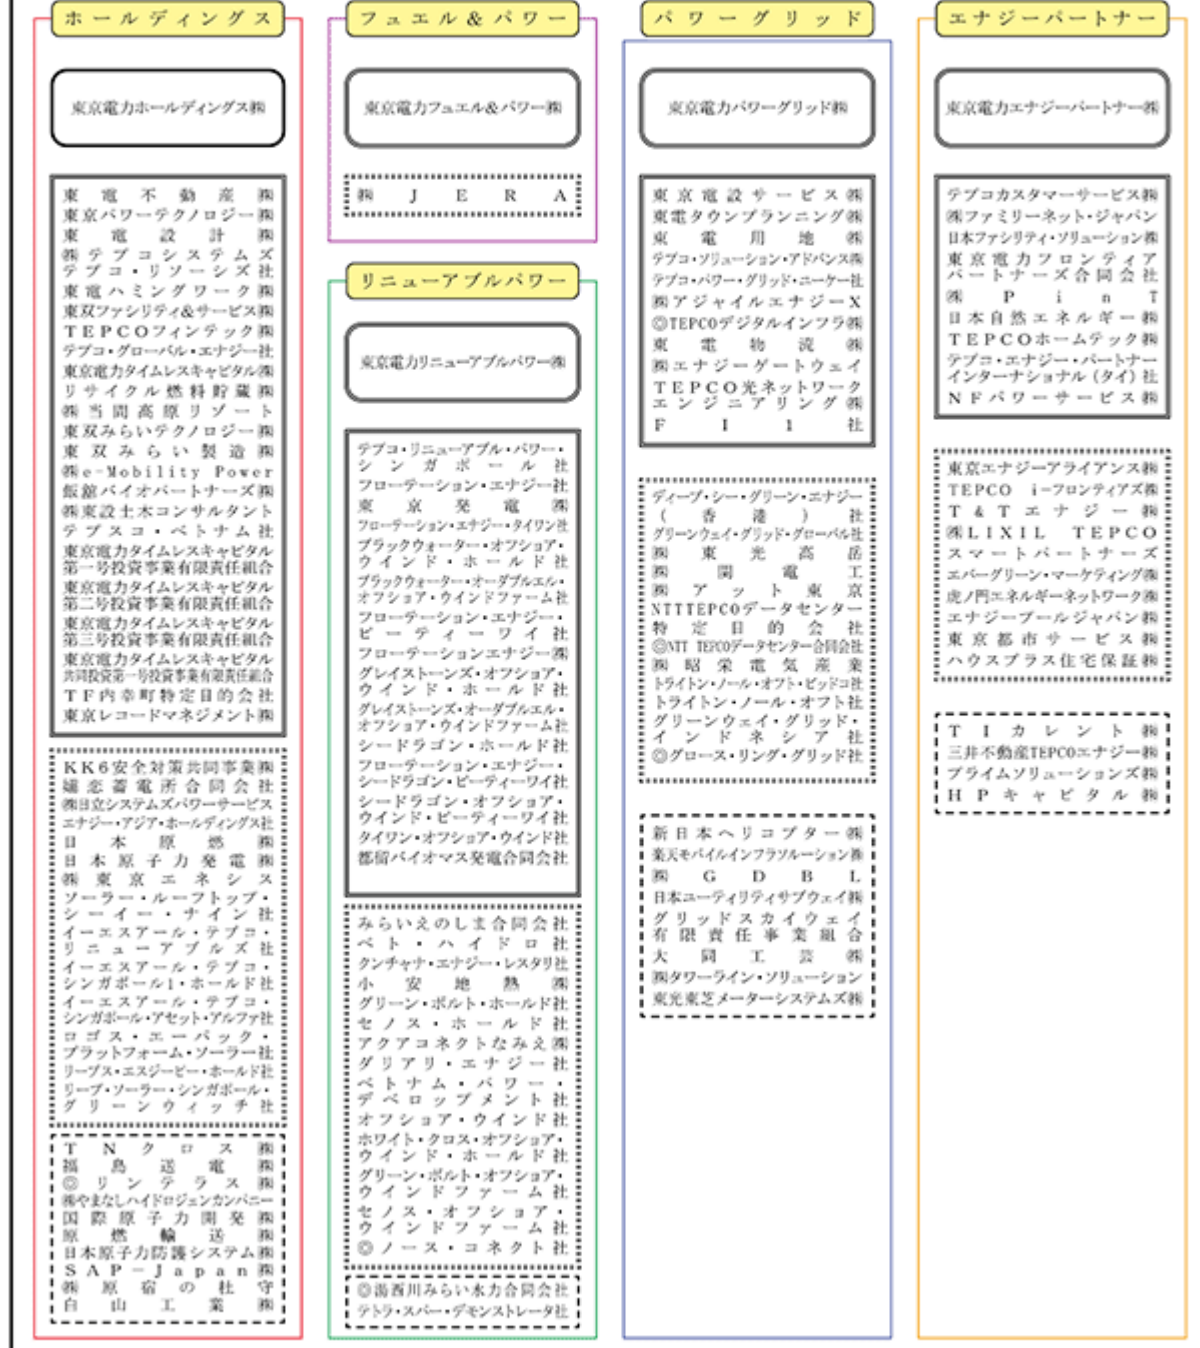 ホールディングス
東京電力ホールディングス㈱
東電不動産㈱
東京パワーテクノロジー㈱
東電設計㈱
㈱テプコシステムズ
テプコ・リソーシズ社
東電ハミングワーク㈱
東双ファシリティ&サービス㈱
TEPCOフィンテック㈱
テプコ・グローバル・エナジー社
東京電力タイムレスキャピタル㈱
リサイクル燃料貯蔵㈱
㈱当間高原リゾート
東双みらいテクノロジー㈱
東双みらい製造㈱
㈱e-Mobility Power
飯舘バイオパートナーズ㈱
㈱東設土木コンサルタント
テプスコ・ベトナム社
東京電力タイムレスキャピタル
第一号投資事業有限責任組合
東京電力タイムレスキャピタル
第二号投資事業有限責任組合
東京電力タイムレスキャピタル
第三号投資事業有限責任組合
東京電力タイムレスキャピタル
共同投資第一号投資事業有限責任組合
TF内幸町特定目的会社
東京レコードマネジメント㈱
KK6安全対策共同事業㈱
嬬恋蓄電所合同会社
㈱日立システムズパワーサービス
エナジー・アジア・ホールディングス社
日本原燃㈱
日本原子力発電㈱
㈱東京エネシス
ソーラー・ルーフトップ・
シーイー・ナイン社
イーエスアール・テプコ・
リニューアブルズ社
イーエスアール・テプコ・
シンガポール1・ホールド社
イーエスアール・テプコ・
シンガポール・アセット・アルファ社
ロゴス・エーパック・
プラットフォーム・ソーラー社
リープス・エスジーピー・ホールド社
リープ・ソーラー・シンガポール・
グリーンウィッチ社
TNクロス㈱
福島送電㈱
◎リンテラス㈱
㈱やまなしハイドロジェンカンパニー
国際原子力開発㈱
原燃輸送㈱
日本原子力防護システム㈱
SAP-Japan㈱
㈱原宿の杜守
白山工業㈱
フュエル&パワー
東京電力フュエル&パワー㈱
㈱JERA
リニューアブルパワー
東京電力リニューアブルパワー㈱
テプコ・リニューアブル・パワー・
シンガポール社
フローテーション・エナジー社
東京発電㈱
フローテーション・エナジー・タイワン社
ブラックウォーター・オフショア・
ウインド・ホールド社
ブラックウォーター・オーダブルエル・
オフショア・ウインドファーム社
フローテーション・エナジー・
ピーティーワイ社
フローテーションエナジー㈱
グレイストーンズ・オフショア・
ウインド・ホールド社
グレイストーンズ・オーダブルエル・
オフショア・ウインドファーム社
シードラゴン・ホールド社
フローテーション・エナジー・
シードラゴン・ピーティーワイ社
シードラゴン・オフショア・
ウインド・ピーティーワイ社
タイワン・オフショア・ウインド社
都留バイオマス発電合同会社
みらいえのしま合同会社
ベト・ハイドロ社
クンチャナ・エナジー・レスタリ社
小安地熱㈱
グリーン・ボルト・ホールド社
セノス・ホールド社
アクアコネクトなみえ㈱
ダリアリ・エナジー社
ベトナム・パワー・
デベロップメント社
オフショア・ウインド社
ホワイト・クロス・オフショア・
ウインド・ホールド社
グリーン・ボルト・オフショア・
ウインドファーム社
セノス・オフショア・
ウインドファーム社
◎ノース・コネクト社
◎湯西川みらい水力合同会社
テトラ・スパー・デモンストレータ社
パワーグリッド
東京電力パワーグリッド㈱
東京電設サービス㈱
東電タウンプランニング㈱
東電用地㈱
テプコ・ソリューション・アドバンス㈱
テプコ・パワー・グリッド・ユーケー社
㈱アジャイルエナジーX
◎TEPCOデジタルインフラ㈱
東電物流㈱
㈱エナジーゲートウェイ
TEPCO光ネットワーク
エンジニアリング㈱
FI1社
ディープ・シー・グリーン・エナジー
(香港)社
グリーンウェイ・グリッド・グローバル社
㈱東光高岳
㈱関電工
㈱アット東京
NTTTEPCOデータセンター
特定目的会社
◎NTT TEPCOデータセンター合同会社
㈱昭栄電気産業
トライトン・ノール・オフト・ビッドコ社
トライトン・ノール・オフト社
グリーンウェイ・グリッド・
インドネシア社
◎グロース・リング・グリッド社
新日本ヘリコプター㈱
楽天モバイルインフラソルーション㈱
㈱GDBL
日本ユーティリティサブウェイ㈱
グリッドスカイウェイ
有限責任事業組合
大同工芸㈱
㈱タワーライン・ソリューション
東光東芝メーターシステムズ㈱
エナジーパートナー
東京電力エナジーパートナー㈱
テプコカスタマーサービス㈱
㈱ファミリーネット・ジャパン
日本ファシリティ・ソリューション㈱
東京電力フロンティア
パートナーズ合同会社
㈱PinT
日本自然エネルギー㈱
TEPCOホームテック㈱
テプコ・エナジー・パートナー
インターナショナル(タイ)社
NFパワーサービス㈱
東京エナジーアライアンス㈱
TEPCO i-フロンティアズ㈱
T&Tエナジー㈱
㈱LIXIL TEPCO
スマートパートナーズ
エバーグリーン・マーケティング㈱
虎ノ門エネルギーネットワーク㈱
エナジープールジャパン㈱
東京都市サービス㈱
ハウスプラス住宅保証㈱
TIカレント㈱
三井不動産TEPCOエナジー㈱
プライムソリューションズ㈱
HPキャピタル㈱